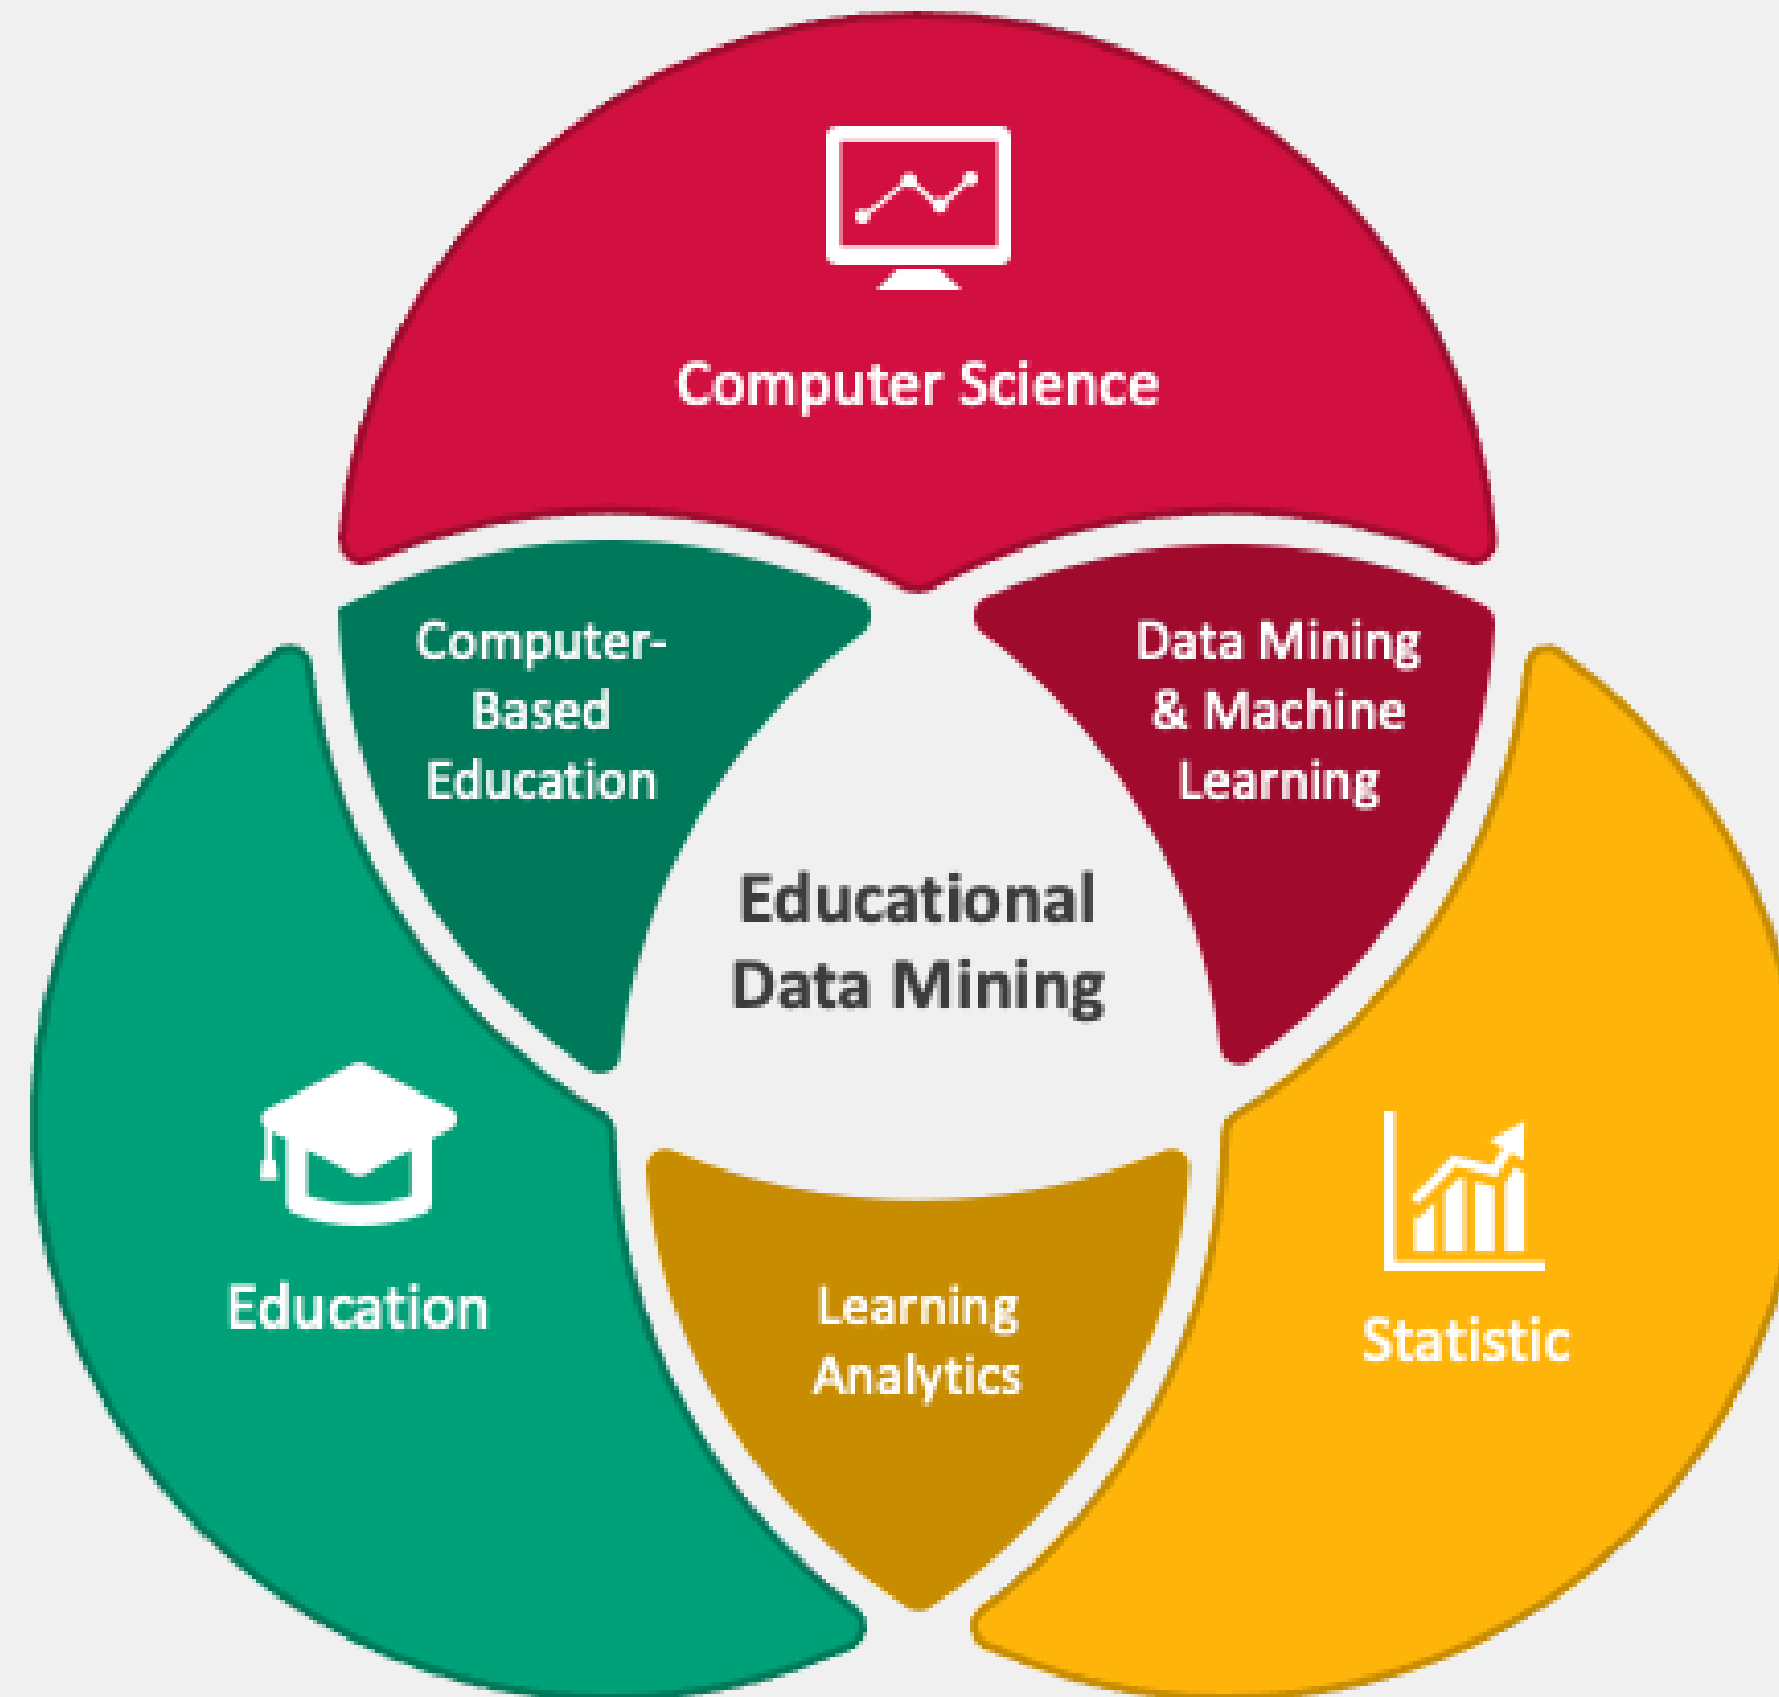 Computer Science
Computer-
Based
Education
Data Mining
& Machine
Learning
Educational
Data Mining
Education
Learning
Analytics
Statistic